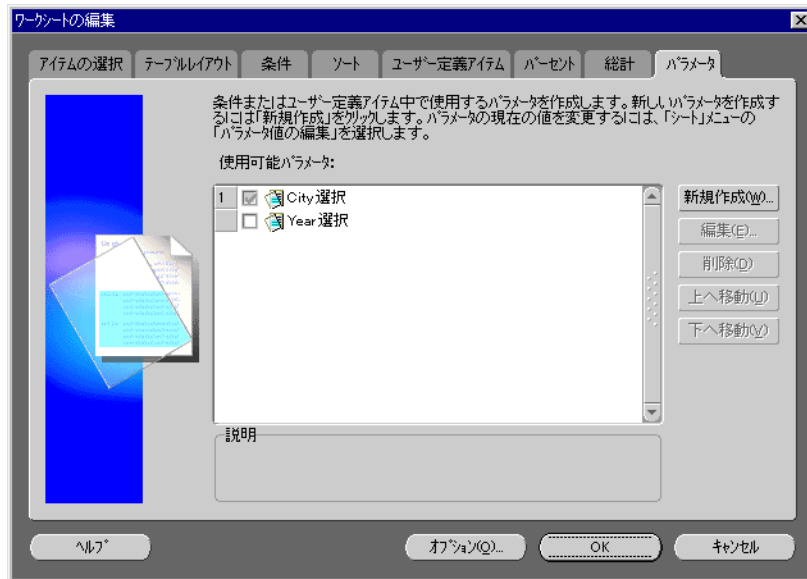 ワークシートの編集
アイテムの選択 テーブルレイアウト 条件 ソート ユーザー定義アイテム パーセント 総計 パラメータ
条件またはユーザー定義アイテム中で使用するパラメータを作成します。新しいパラメータを作成す
るには「新規作成」をクリックします。パラメータの現在の値を変更するには、「シート」メニューの
「パラメータ値の編集」を選択します。
使用可能パラメータ:
1 City選択
Year選択
新規作成(W)...
編集(E)...
削除(D)
上へ移動(U)
下へ移動(V)
説明
ヘルプ オプション(O)... OK キャンセル